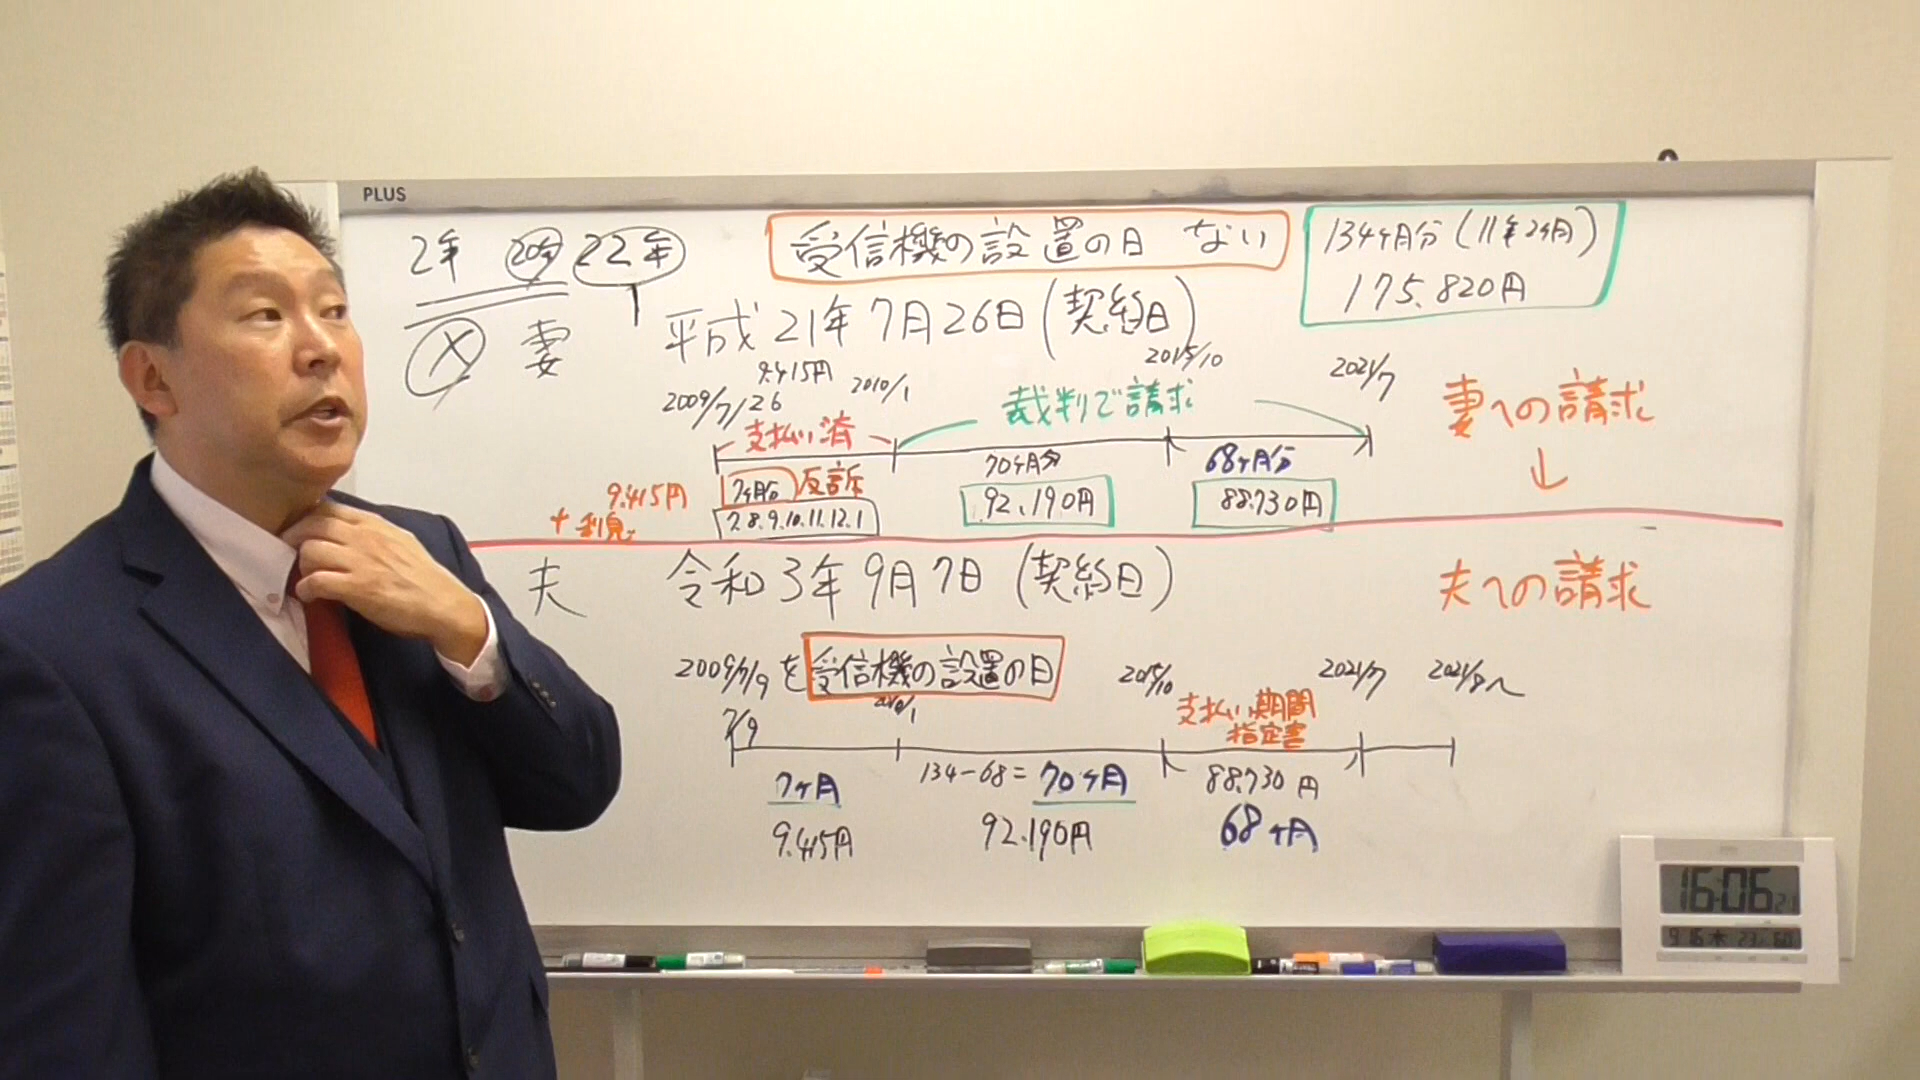 PLUS
2年 22年
受信機の設置の日 ない
134ヶ月分(11年2ヶ月)
175.820円
妻
平成21年7月26日(契約日)
9.415円
2009/7/26
2010/1
2015/10
2021/7
支払い済
裁判で請求
妻への請求
↓
7ヶ月分
反訴
70ヶ月分
68ヶ月分
9.415円
+利息
7.8.9.10.11.12.1
92.190円
88.730円
夫
令和3年9月7日(契約日)
夫への請求
2009/7/9を受信機の設置の日
2015/10
2021/7
2021/8〜
7/9
支払い期間
指定書
7ヶ月
134-68=70ヶ月
88.730円
9.415円
92.190円
68ヶ月
16:06
9.16 木